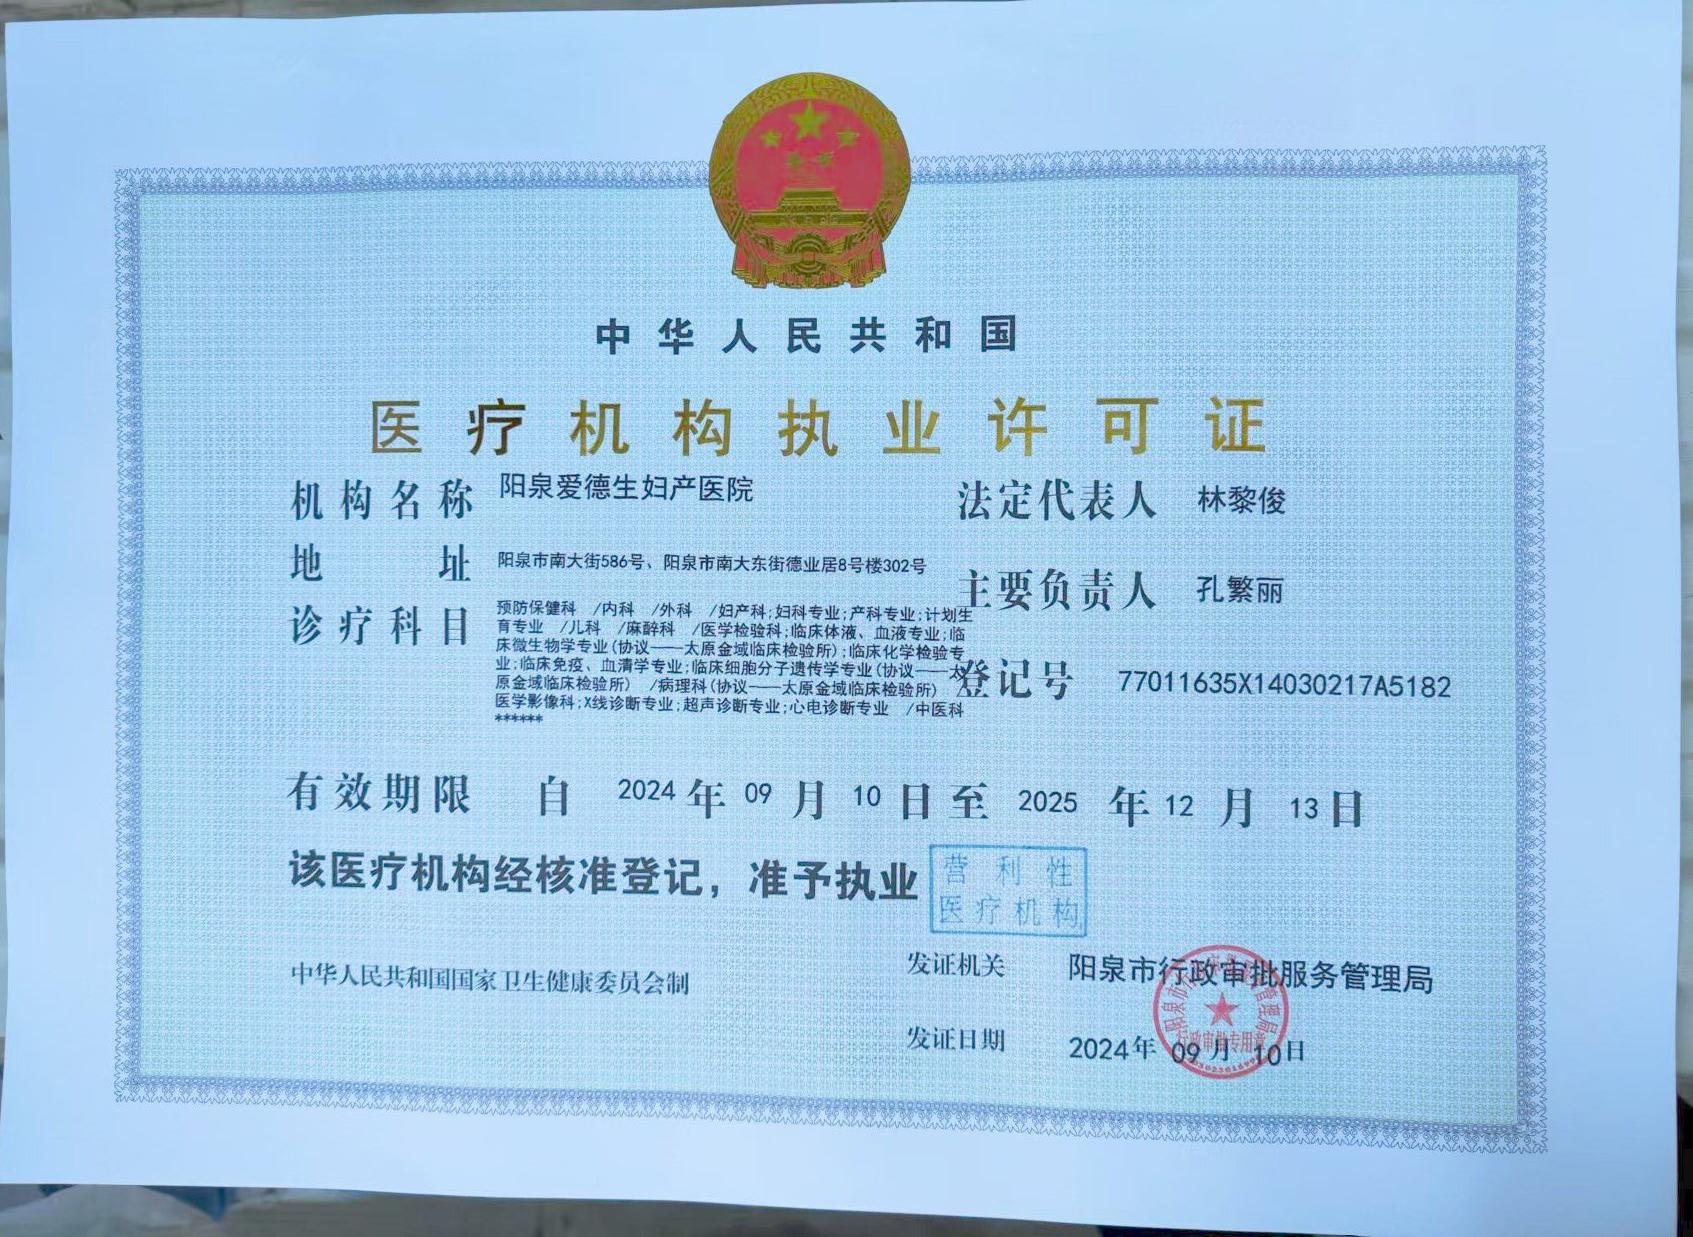 中华人民共和国
医疗机构执业许可证
机构名称 阳泉爱德生妇产医院
法定代表人 林黎俊
地址 阳泉市南大街586号、阳泉市南大东街德业居8号楼302号
主要负责人 孔繁丽
诊疗科目 预防保健科 /内科 /外科 /妇产科;妇科专业;产科专业;计划生
育专业 /儿科 /麻醉科 /医学检验科;临床体液、血液专业;临
床微生物学专业(协议——太原金域临床检验所);临床化学检验专
业;临床免疫、血清学专业;临床细胞分子遗传学专业(协议——太
原金域临床检验所) /病理科(协议——太原金域临床检验所)
医学影像科;X线诊断专业;超声诊断专业;心电诊断专业 /中医科
******
登记号 77011635X14030217A5182
有效期限 自 2024 年 09 月 10 日 至 2025 年 12 月 13 日
该医疗机构经核准登记，准予执业
营利性
医疗机构
中华人民共和国国家卫生健康委员会制
发证机关 阳泉市行政审批服务管理局
发证日期 2024年 09 月 10日
行政审批专用章